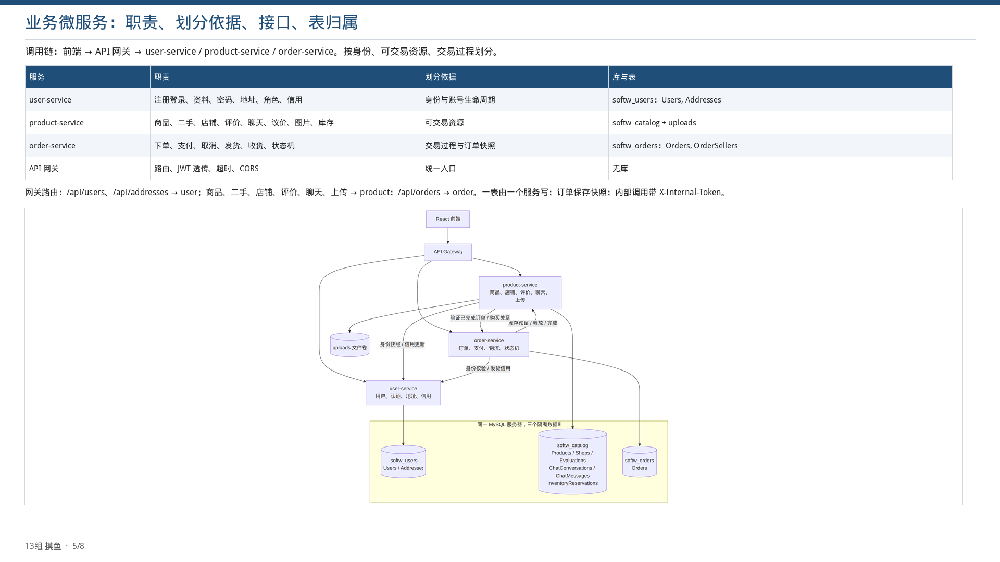 业务微服务：职责、划分依据、接口、表归属
调用链：前端 → API 网关 → user-service / product-service / order-service。按身份、可交易资源、交易过程划分。
服务 职责 划分依据 库与表
user-service 注册登录、资料、密码、地址、角色、信用 身份与账号生命周期 softw_users：Users, Addresses
product-service 商品、二手、店铺、评价、聊天、议价、图片、库存 可交易资源 softw_catalog + uploads
order-service 下单、支付、取消、发货、收货、状态机 交易过程与订单快照 softw_orders：Orders, OrderSellers
API 网关 路由、JWT 透传、超时、CORS 统一入口 无库
网关路由：/api/users、/api/addresses → user；商品、二手、店铺、评价、聊天、上传 → product；/api/orders → order。一表由一个服务写；订单保存快照；内部调用带 X-Internal-Token。
React 前端
API Gateway
product-service
商品、店铺、评价、聊天、
上传
验证已完成订单 / 购买关系
库存预留 / 释放 / 完成
order-service
订单、支付、物流、状态机
uploads 文件卷
身份快照 / 信用更新
身份校验 / 发货信用
user-service
用户、认证、地址、信用
同一 MySQL 服务器，三个隔离数据库
softw_users
Users / Addresses
softw_catalog
Products / Shops /
Evaluations
ChatConversations /
ChatMessages
InventoryReservations
softw_orders
Orders
13组 摸鱼 · 5/8